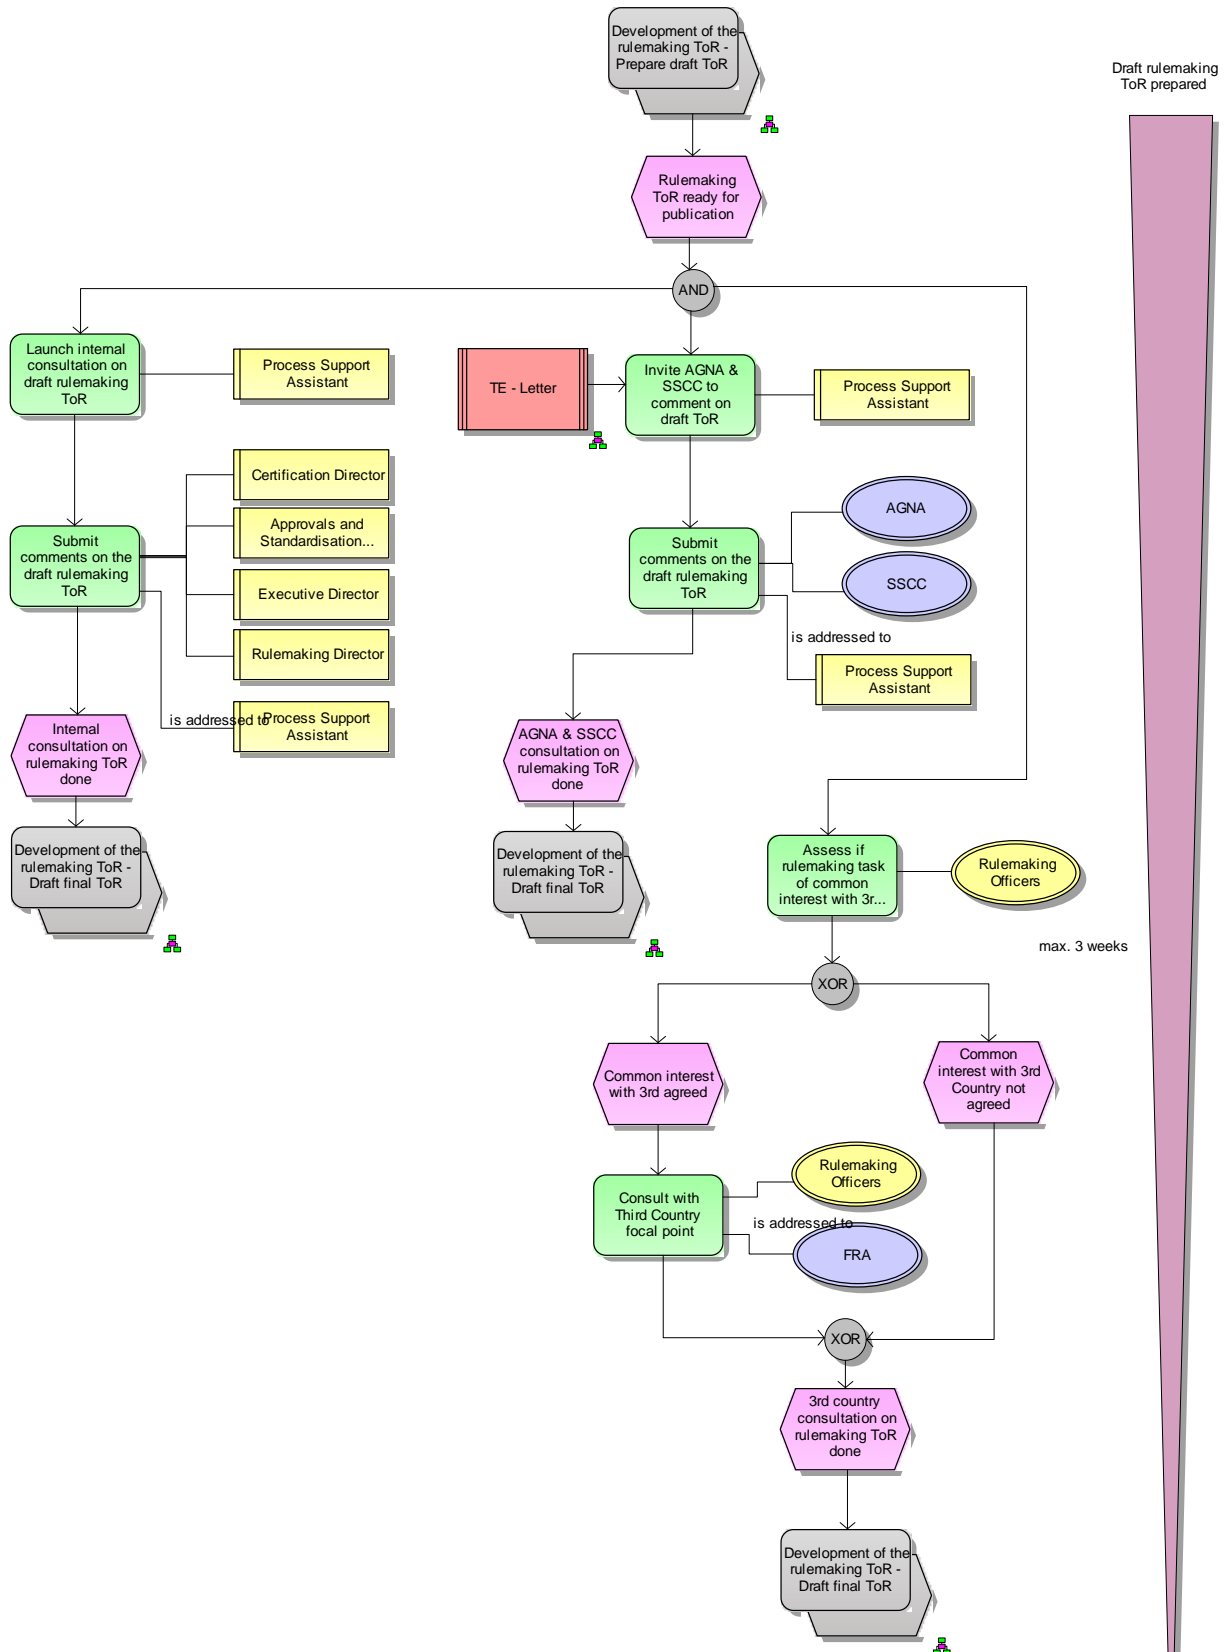 Development of the
rulemaking ToR -
Prepare draft ToR
Draft rulemaking
ToR prepared
Rulemaking
ToR ready for
publication
AND
Launch internal
consultation on
draft rulemaking
ToR
Process Support
Assistant
TE - Letter
Invite AGNA &
SSCC to
comment on
draft ToR
Process Support
Assistant
Certification Director
Approvals and
Standardisation...
Executive Director
Rulemaking Director
Submit
comments on the
draft rulemaking
ToR
is addressed to
Process Support
Assistant
Submit
comments on the
draft rulemaking
ToR
AGNA
SSCC
is addressed to
Process Support
Assistant
Internal
consultation on
rulemaking ToR
done
AGNA & SSCC
consultation on
rulemaking ToR
done
Development of the
rulemaking ToR -
Draft final ToR
Development of the
rulemaking ToR -
Draft final ToR
Assess if
rulemaking task
of common
interest with 3r...
Rulemaking
Officers
max. 3 weeks
XOR
Common interest
with 3rd agreed
Common
interest with 3rd
Country not
agreed
Consult with
Third Country
focal point
Rulemaking
Officers
is addressed to
FRA
XOR
3rd country
consultation on
rulemaking ToR
done
Development of the
rulemaking ToR -
Draft final ToR